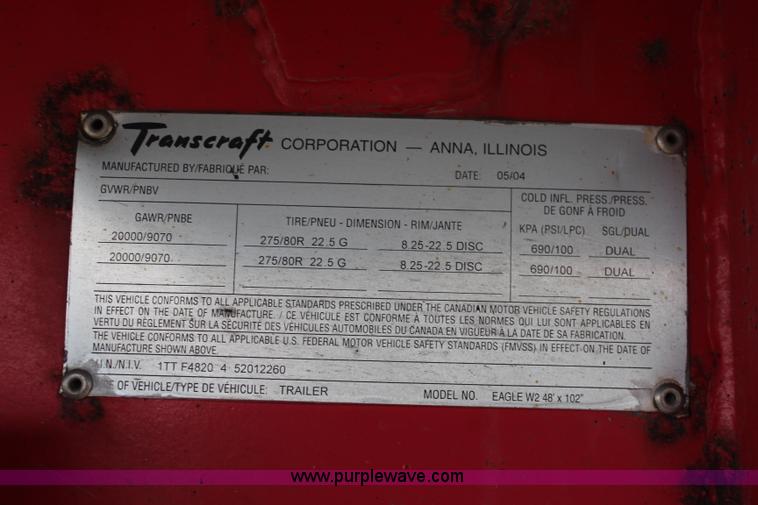 Transcraft CORPORATION — ANNA, ILLINOIS
MANUFACTURED BY/FABRIQUÉ PAR: DATE: 05/04
GVWR/PNBV
COLD INFL. PRESS./PRESS.
DE GONF À FROID
GAWR/PNBE TIRE/PNEU - DIMENSION - RIM/JANTE KPA (PSI/LPC) SGL/DUAL
20000/9070 275/80R 22.5 G 8.25-22.5 DISC 690/100 DUAL
20000/9070 275/80R 22.5 G 8.25-22.5 DISC 690/100 DUAL
THIS VEHICLE CONFORMS TO ALL APPLICABLE STANDARDS PRESCRIBED UNDER THE CANADIAN MOTOR VEHICLE SAFETY REGULATIONS
IN EFFECT ON THE DATE OF MANUFACTURE. / CE VÉHICULE EST CONFORME À TOUTES LES NORMES QUI LUI SONT APPLICABLES EN
VERTU DU RÈGLEMENT SUR LA SÉCURITÉ DES VÉHICULES AUTOMOBILES DU CANADA EN VIGUEUR À LA DATE DE SA FABRICATION.
THE VEHICLE CONFORMS TO ALL APPLICABLE U.S. FEDERAL MOTOR VEHICLE SAFETY STANDARDS (FMVSS) IN EFFECT ON THE DATE OF
MANUFACTURE SHOWN ABOVE.
I.N./N.I.V. 1TT F4820 4 52012260
PE OF VEHICLE/TYPE DE VÉHICULE: TRAILER MODEL NO. EAGLE W2 48' x 102"
www.purplewave.com